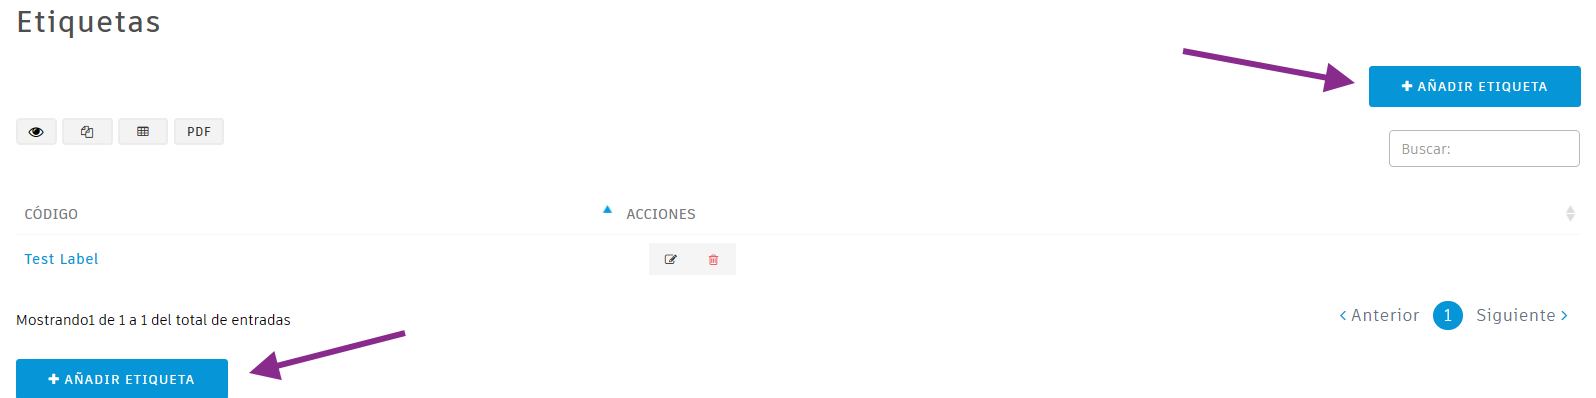 Etiquetas
AÑADIR ETIQUETA
PDF
Buscar:
CÓDIGO ACCIONES
Test Label
Mostrando1 de 1 a 1 del total de entradas
Anterior 1 Siguiente
AÑADIR ETIQUETA